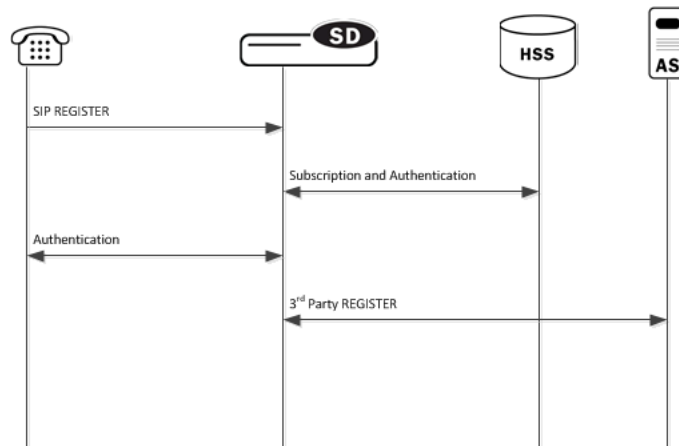 SD
HSS
AS
SIP REGISTER
Subscription and Authentication
Authentication
3rd Party REGISTER